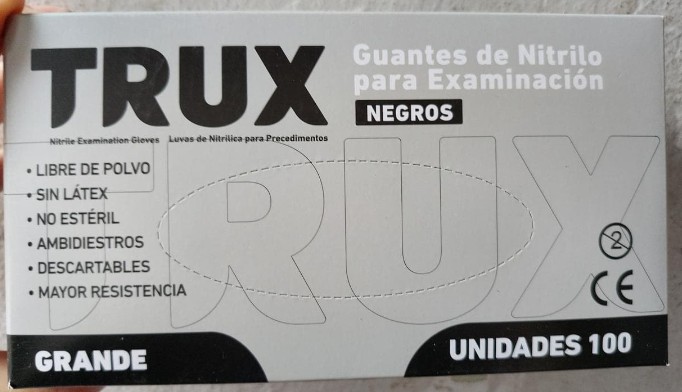 TRUX
Guantes de Nitrilo
para Examinación
NEGROS
Nitrile Examination Gloves Luvas de Nitrílica para Precedimentos
TRUX
• LIBRE DE POLVO
• SIN LÁTEX
• NO ESTÉRIL
• AMBIDIESTROS
• DESCARTABLES
• MAYOR RESISTENCIA
2
CE
GRANDE
UNIDADES 100